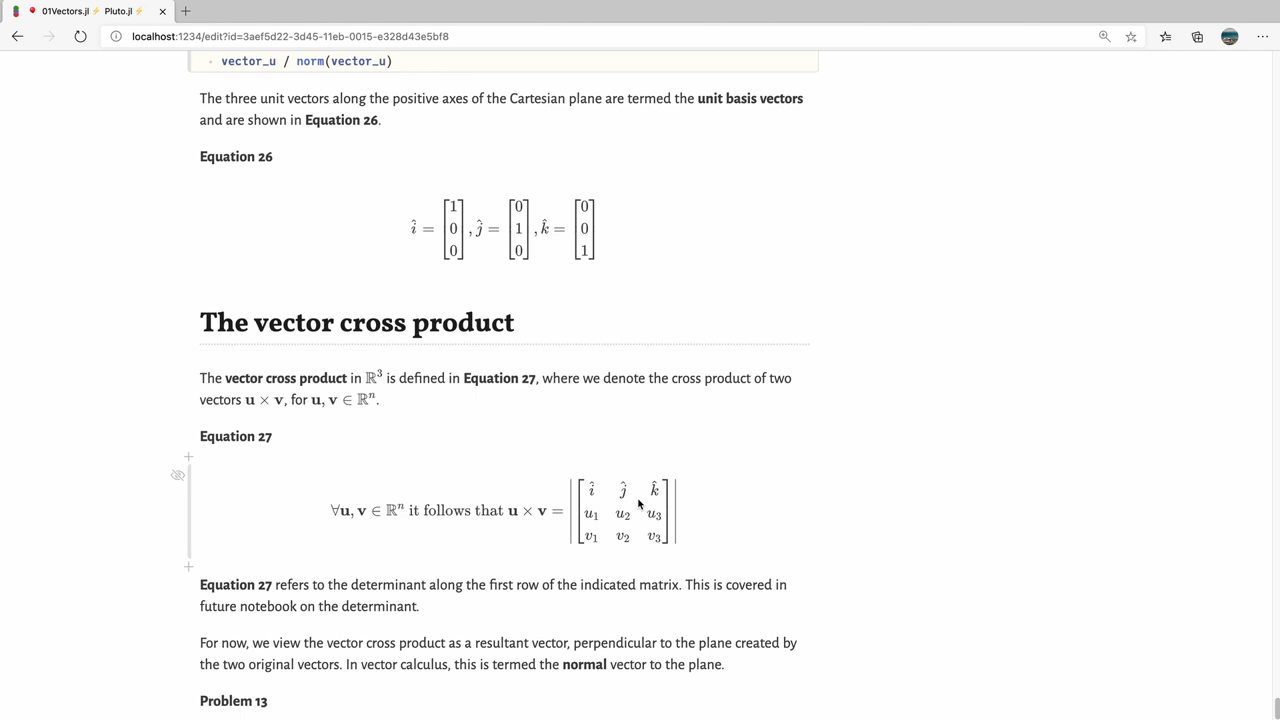 01Vectors.jl⚡ Pluto.jl⚡
localhost:1234/edit?id=3aef5d22-3d45-11eb-0015-e328d43e5bf8
vector_u / norm(vector_u)
The three unit vectors along the positive axes of the Cartesian plane are termed the unit basis vectors
and are shown in Equation 26.
Equation 26
î = [1 0 0], ĵ = [0 1 0], k̂ = [0 0 1]
The vector cross product
The vector cross product in ℝ³ is defined in Equation 27, where we denote the cross product of two
vectors u × v, for u, v ∈ ℝⁿ.
Equation 27
∀u, v ∈ ℝⁿ it follows that u × v = |[î ĵ k̂
u₁ u₂ u₃
v₁ v₂ v₃]|
Equation 27 refers to the determinant along the first row of the indicated matrix. This is covered in
future notebook on the determinant.
For now, we view the vector cross product as a resultant vector, perpendicular to the plane created by
the two original vectors. In vector calculus, this is termed the normal vector to the plane.
Problem 13